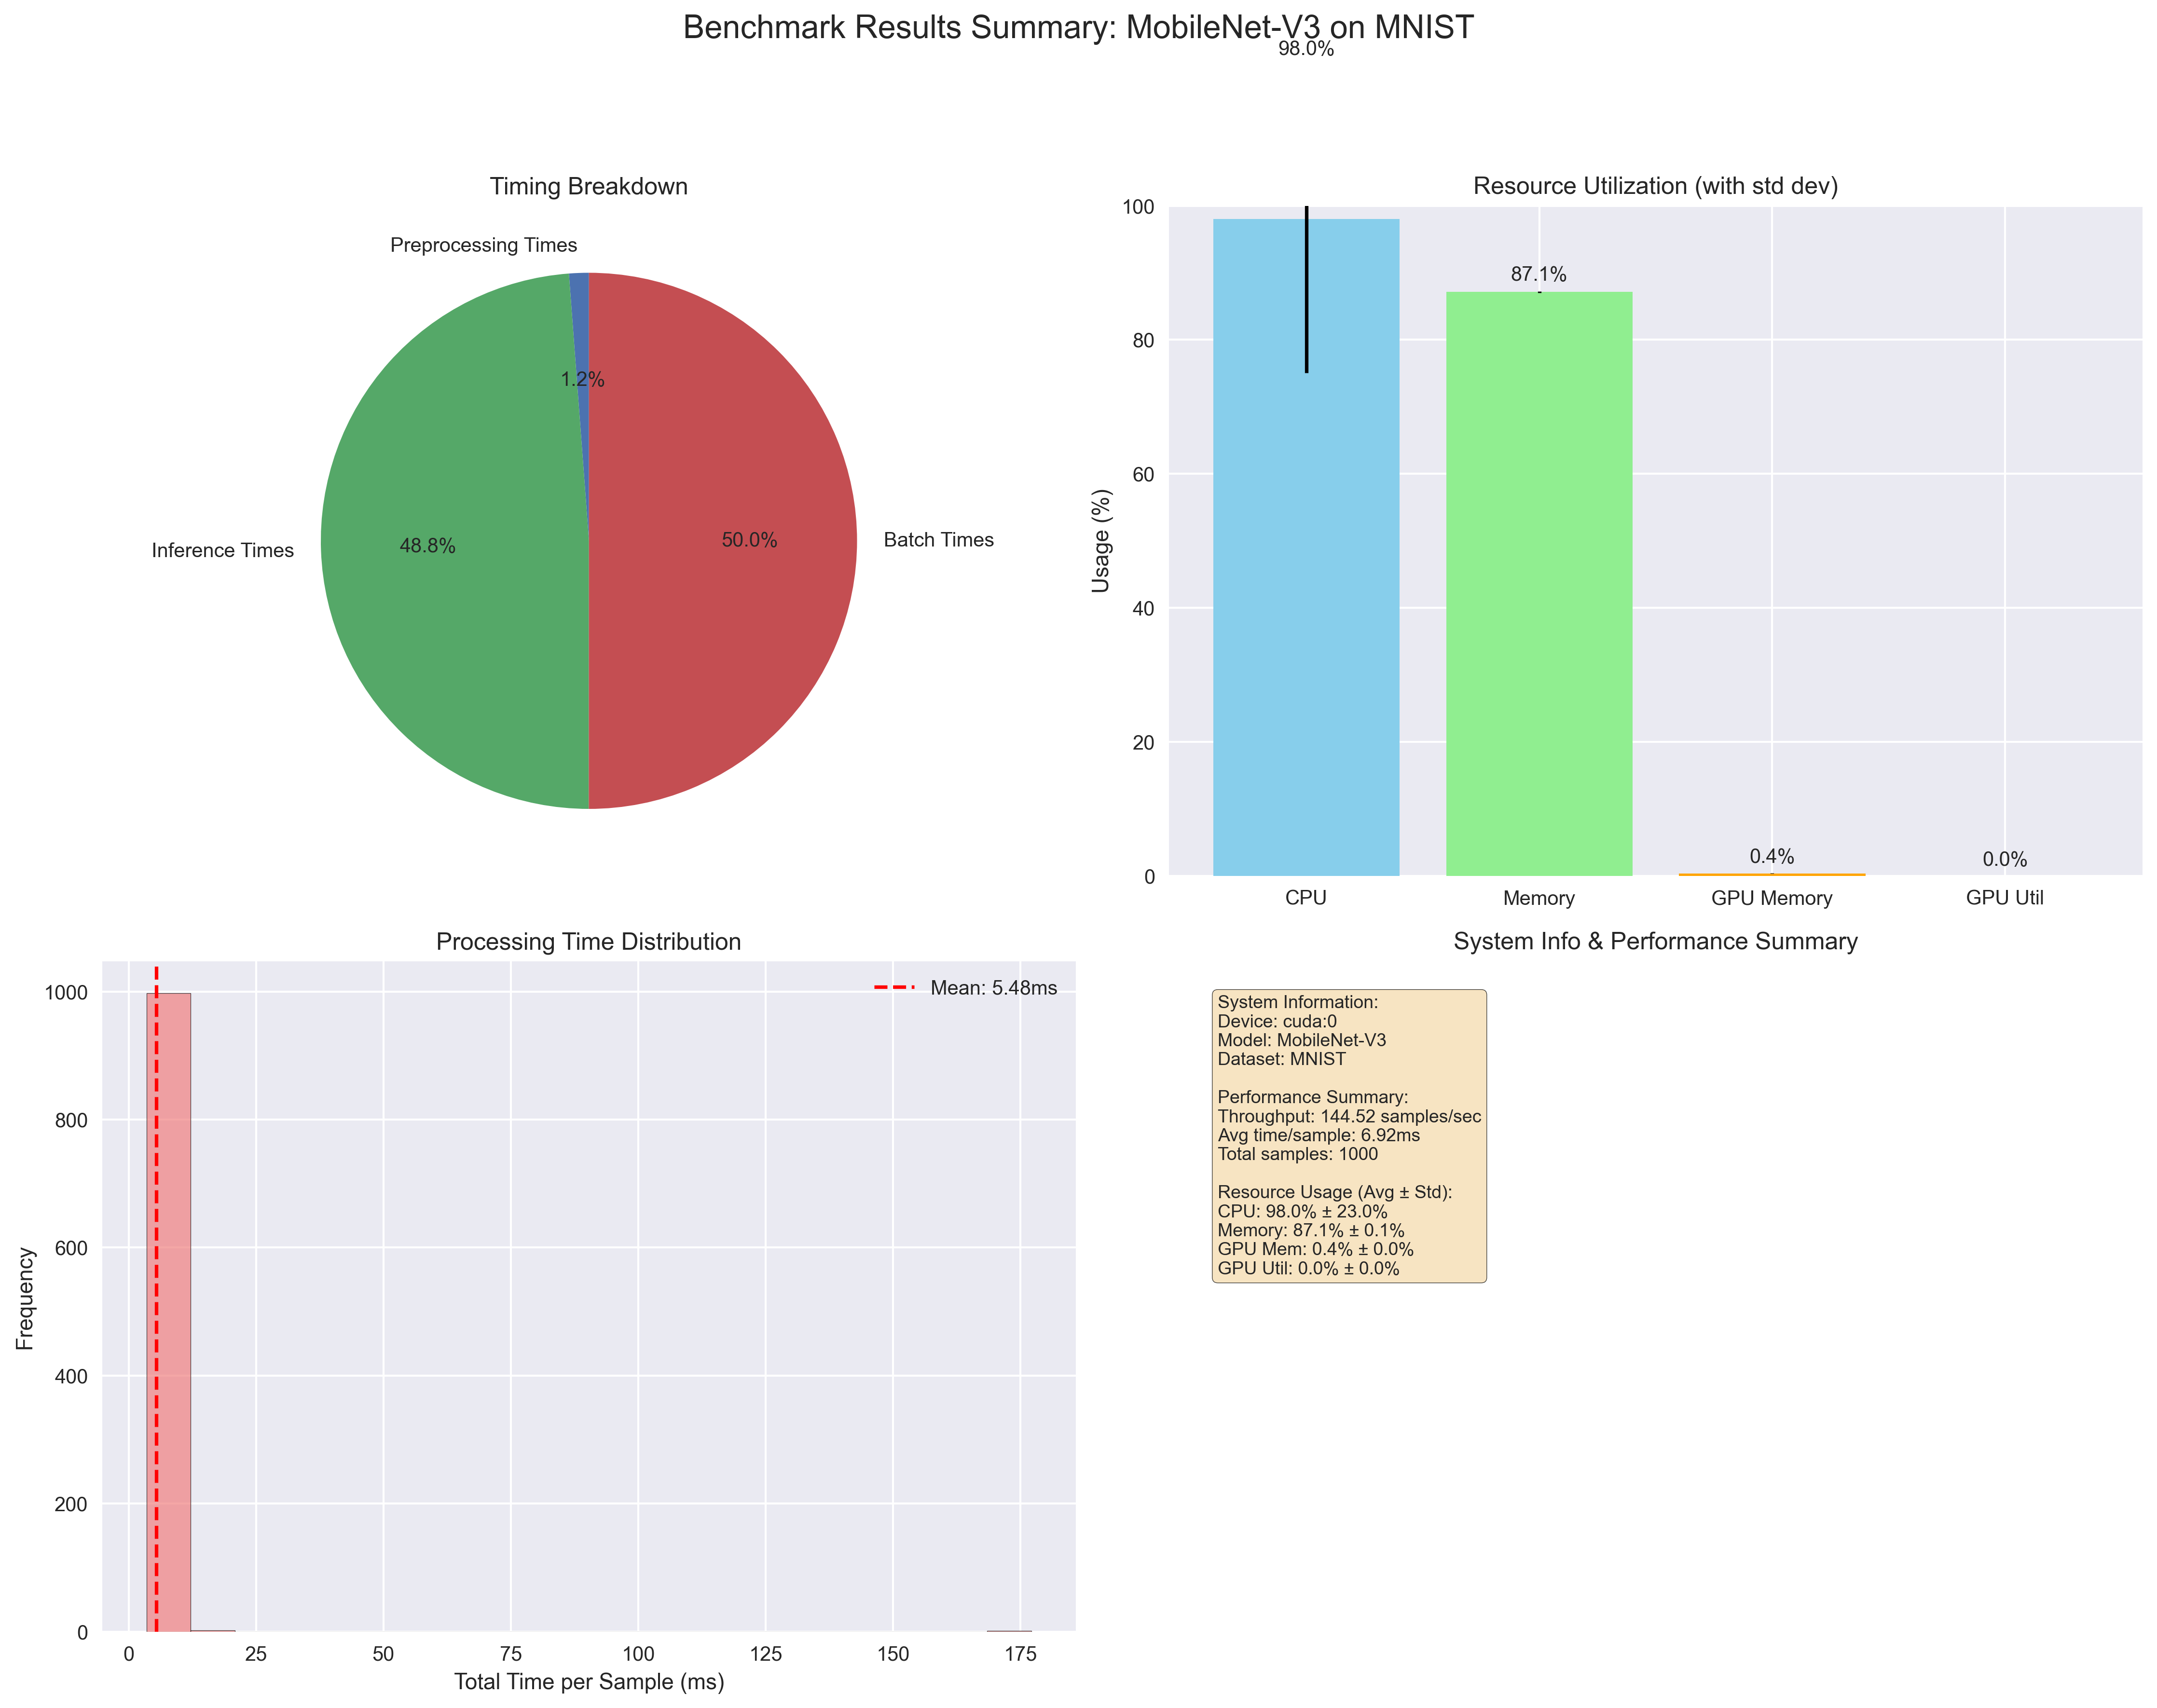 Benchmark Results Summary: MobileNet-V3 on MNIST
98.0%
Timing Breakdown
Preprocessing Times
1.2%
Inference Times
48.8%
50.0%
Batch Times
Resource Utilization (with std dev)
100
87.1%
80
60
Usage (%)
40
20
0.4%
0.0%
0
CPU
Memory
GPU Memory
GPU Util
Processing Time Distribution
1000
Mean: 5.48ms
800
600
Frequency
400
200
0
0
25
50
75
100
125
150
175
Total Time per Sample (ms)
System Info & Performance Summary
System Information:
Device: cuda:0
Model: MobileNet-V3
Dataset: MNIST
Performance Summary:
Throughput: 144.52 samples/sec
Avg time/sample: 6.92ms
Total samples: 1000
Resource Usage (Avg ± Std):
CPU: 98.0% ± 23.0%
Memory: 87.1% ± 0.1%
GPU Mem: 0.4% ± 0.0%
GPU Util: 0.0% ± 0.0%